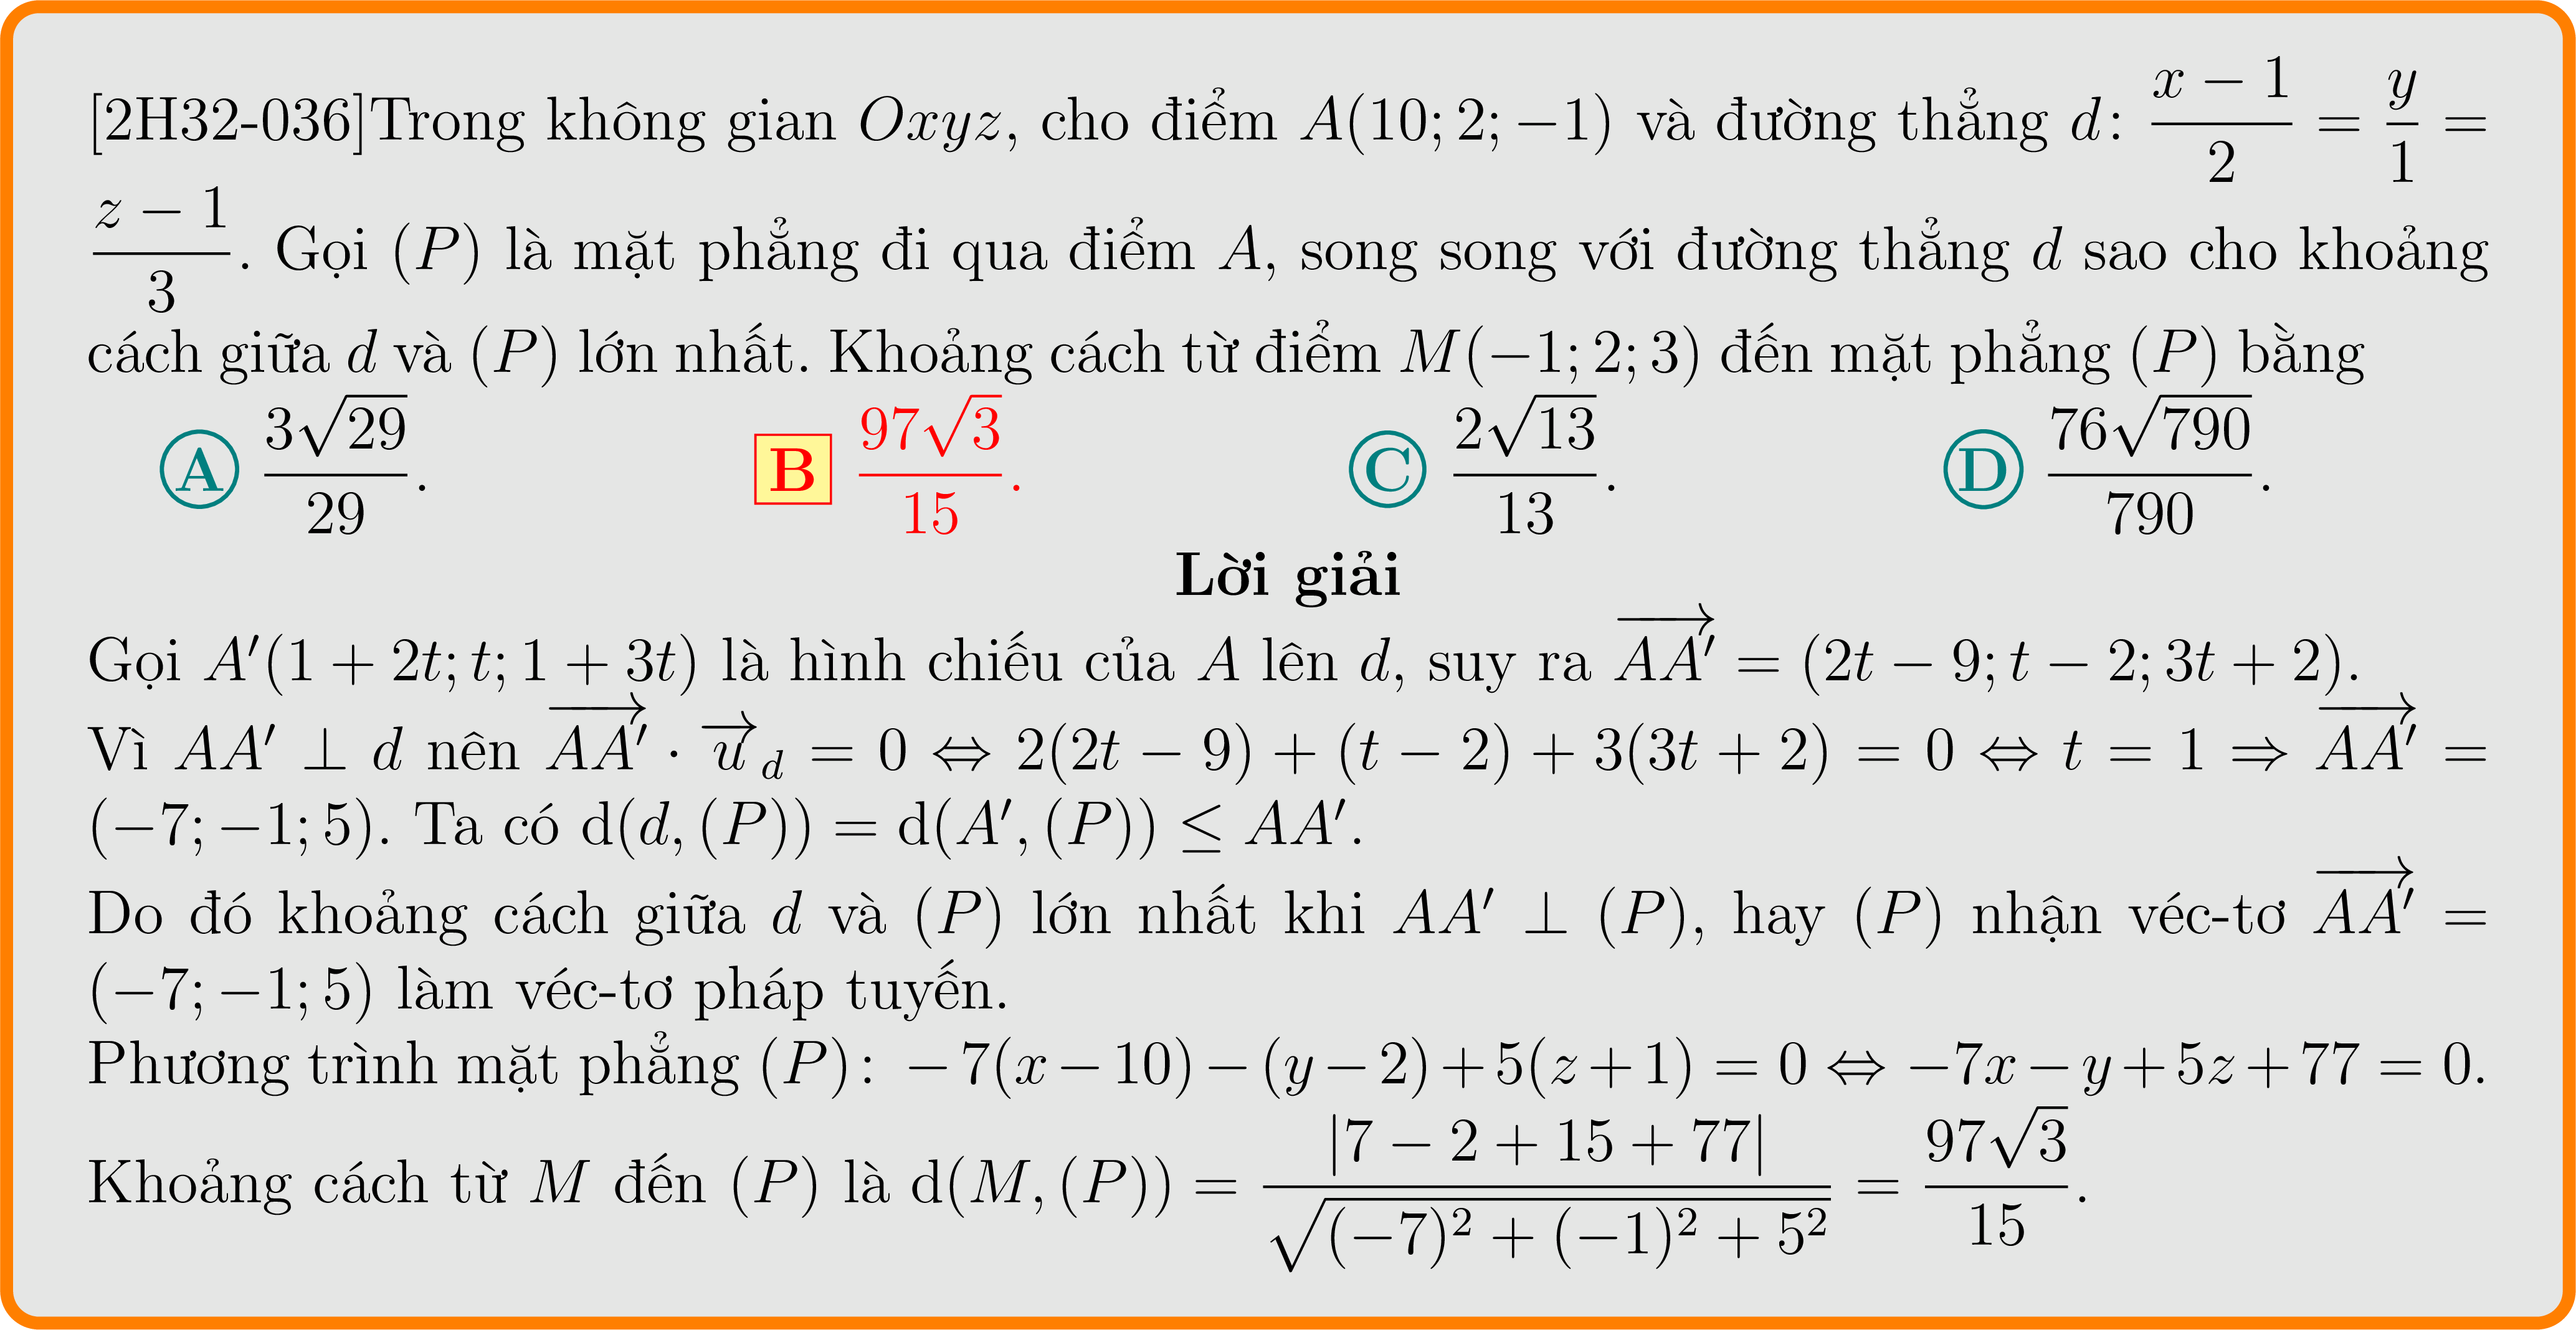 [2H32-036]Trong không gian $Oxyz$, cho điểm $A(10; 2; -1)$ và đường thẳng $d\colon \dfrac{x-1}{2} = \dfrac{y}{1} =$
$\dfrac{z-1}{3}$. Gọi $(P)$ là mặt phẳng đi qua điểm $A$, song song với đường thẳng $d$ sao cho khoảng
cách giữa $d$ và $(P)$ lớn nhất. Khoảng cách từ điểm $M(-1; 2; 3)$ đến mặt phẳng $(P)$ bằng
A $\dfrac{3\sqrt{29}}{29}$. B $\dfrac{97\sqrt{3}}{15}$. C $\dfrac{2\sqrt{13}}{13}$. D $\dfrac{76\sqrt{790}}{790}$.
Lời giải
Gọi $A'(1+2t; t; 1+3t)$ là hình chiếu của $A$ lên $d$, suy ra $\overrightarrow{AA'} = (2t-9; t-2; 3t+2)$.
Vì $AA' \perp d$ nên $\overrightarrow{AA'} \cdot \overrightarrow{u}_d = 0 \Leftrightarrow 2(2t-9) + (t-2) + 3(3t+2) = 0 \Leftrightarrow t = 1 \Rightarrow \overrightarrow{AA'} =$
$(-7; -1; 5)$. Ta có $\mathrm{d}(d, (P)) = \mathrm{d}(A', (P)) \leq AA'$.
Do đó khoảng cách giữa $d$ và $(P)$ lớn nhất khi $AA' \perp (P)$, hay $(P)$ nhận véc-tơ $\overrightarrow{AA'} =$
$(-7; -1; 5)$ làm véc-tơ pháp tuyến.
Phương trình mặt phẳng $(P)\colon -7(x-10) - (y-2) + 5(z+1) = 0 \Leftrightarrow -7x - y + 5z + 77 = 0$.
Khoảng cách từ $M$ đến $(P)$ là $\mathrm{d}(M, (P)) = \dfrac{|7-2+15+77|}{\sqrt{(-7)^2+(-1)^2+5^2}} = \dfrac{97\sqrt{3}}{15}$.